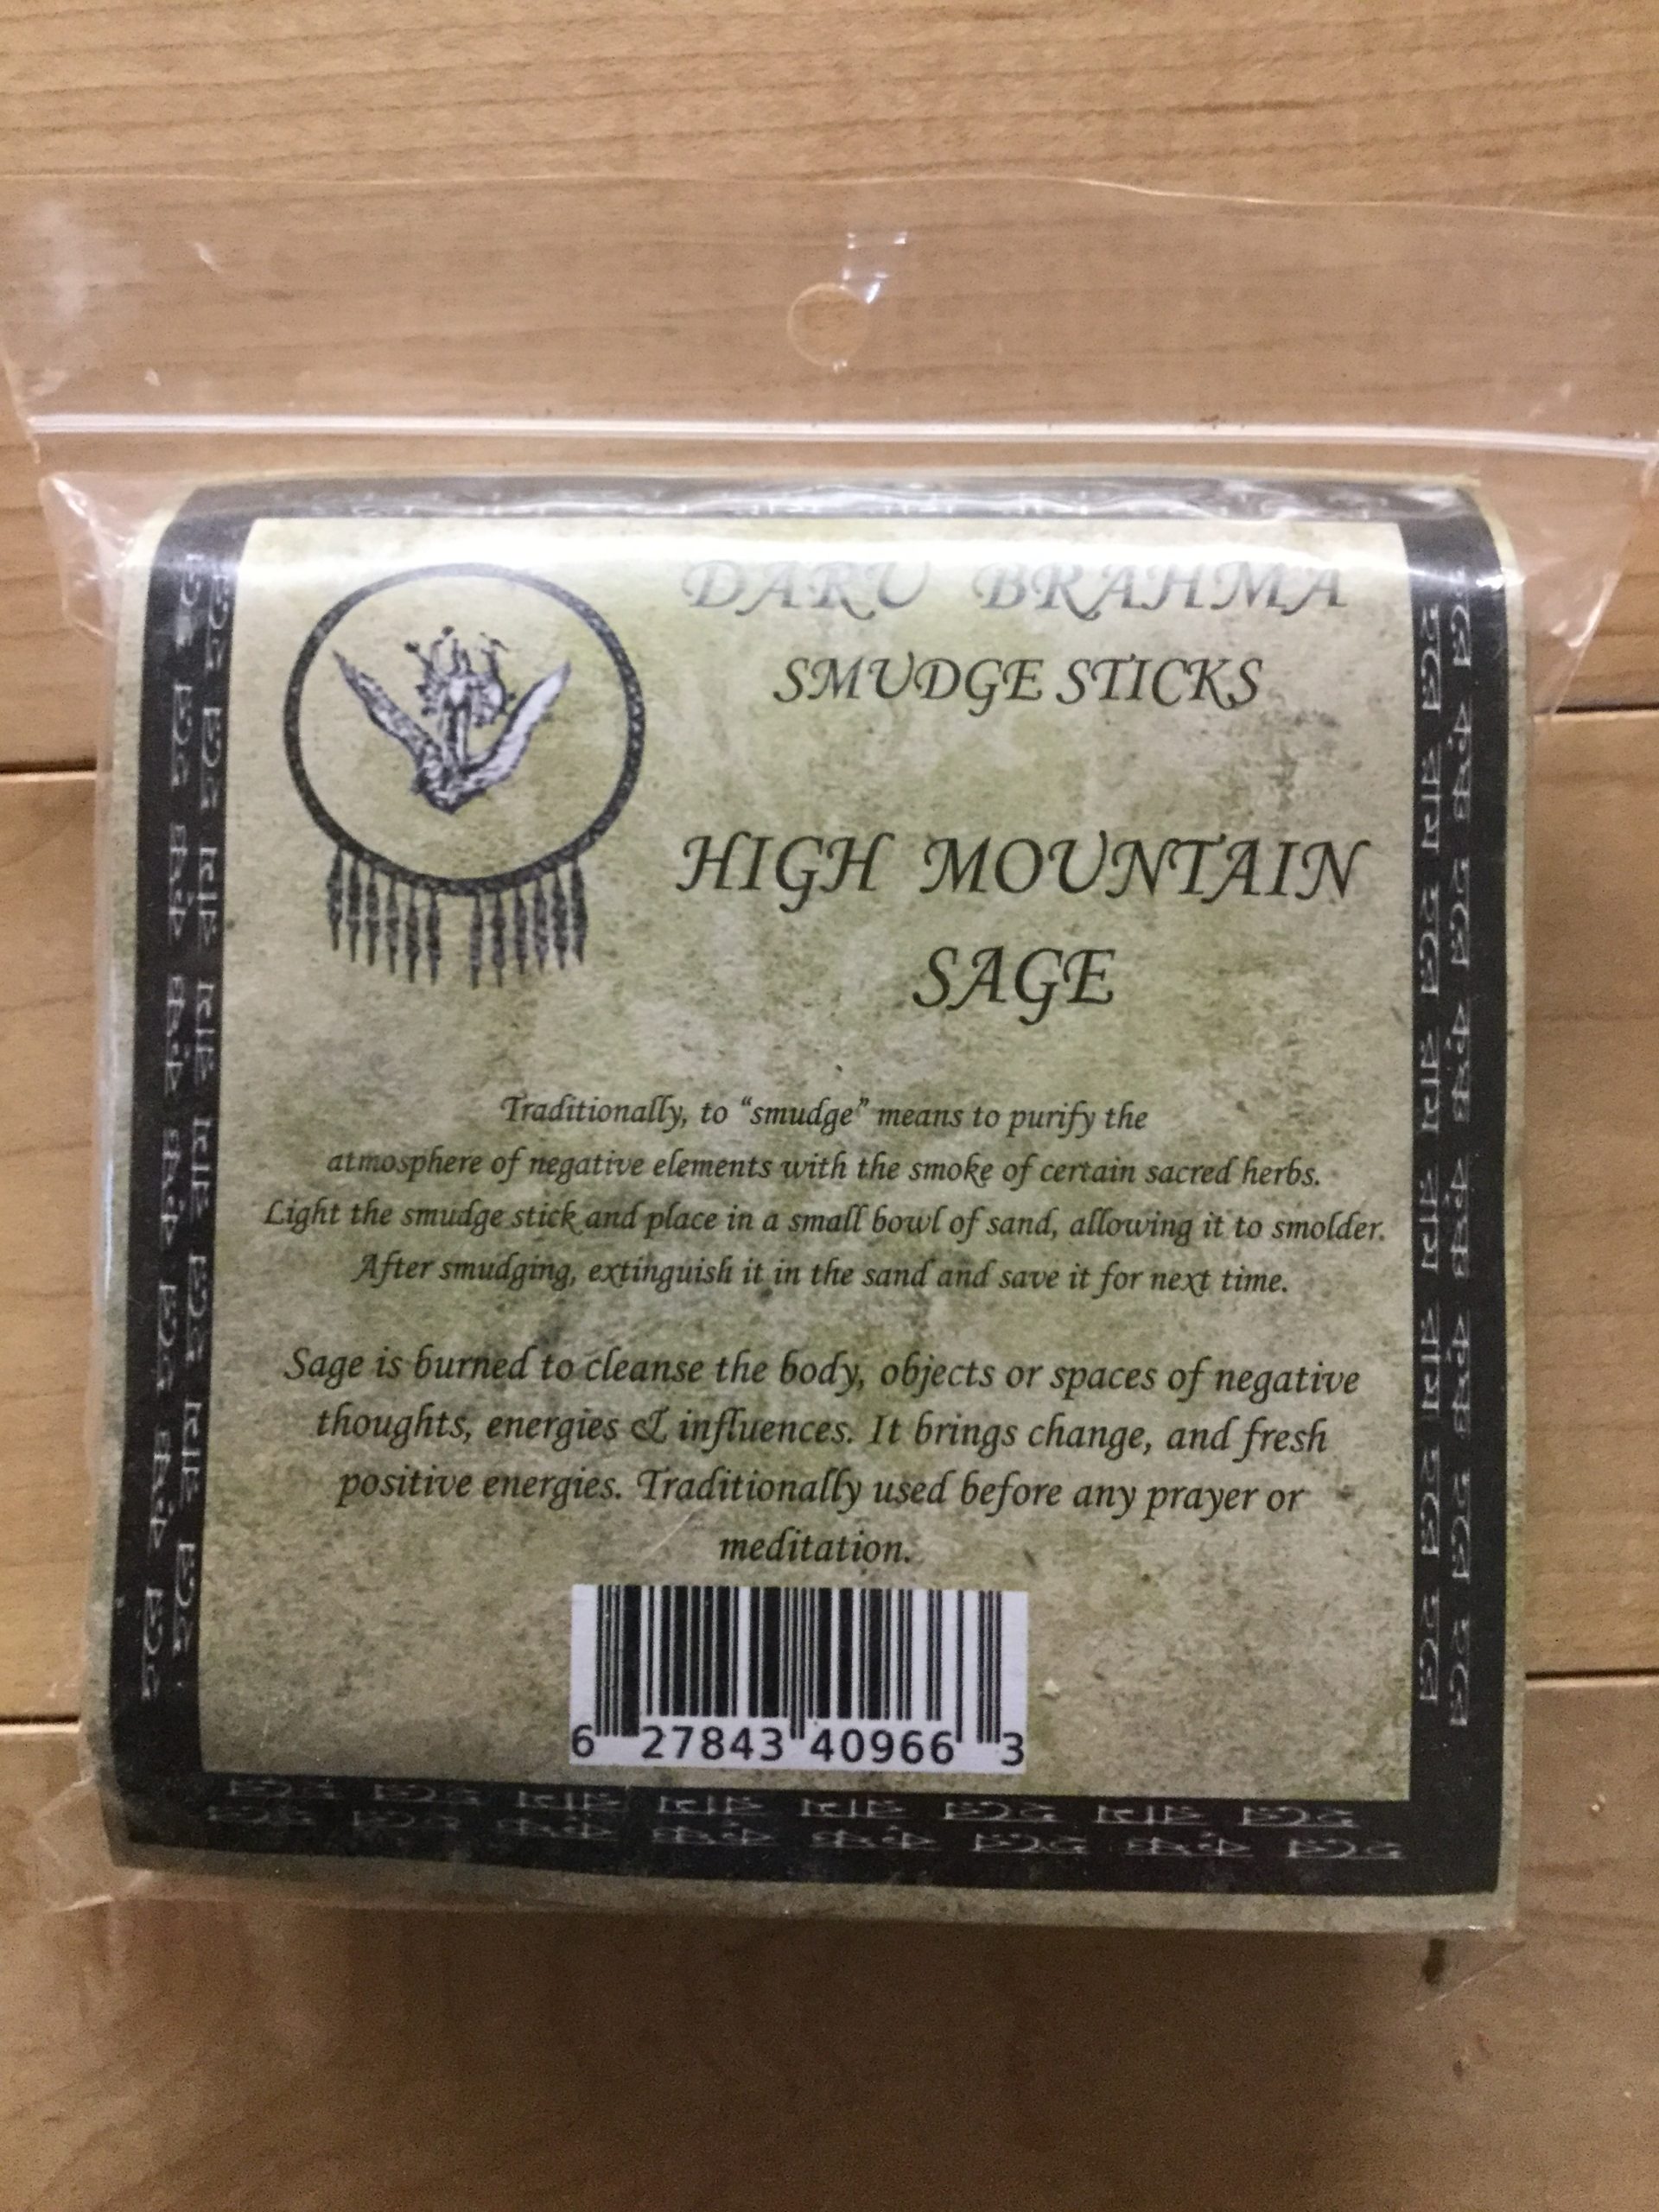 DARU BRAHMA
SMUDGE STICKS
HIGH MOUNTAIN
SAGE
Traditionally, to “smudge” means to purify the
atmosphere of negative elements with the smoke of certain sacred herbs.
Light the smudge stick and place in a small bowl of sand, allowing it to smolder.
After smudging, extinguish it in the sand and save it for next time.
Sage is burned to cleanse the body, objects or spaces of negative
thoughts, energies & influences. It brings change, and fresh
positive energies. Traditionally used before any prayer or
meditation.
6 27843 40966 3